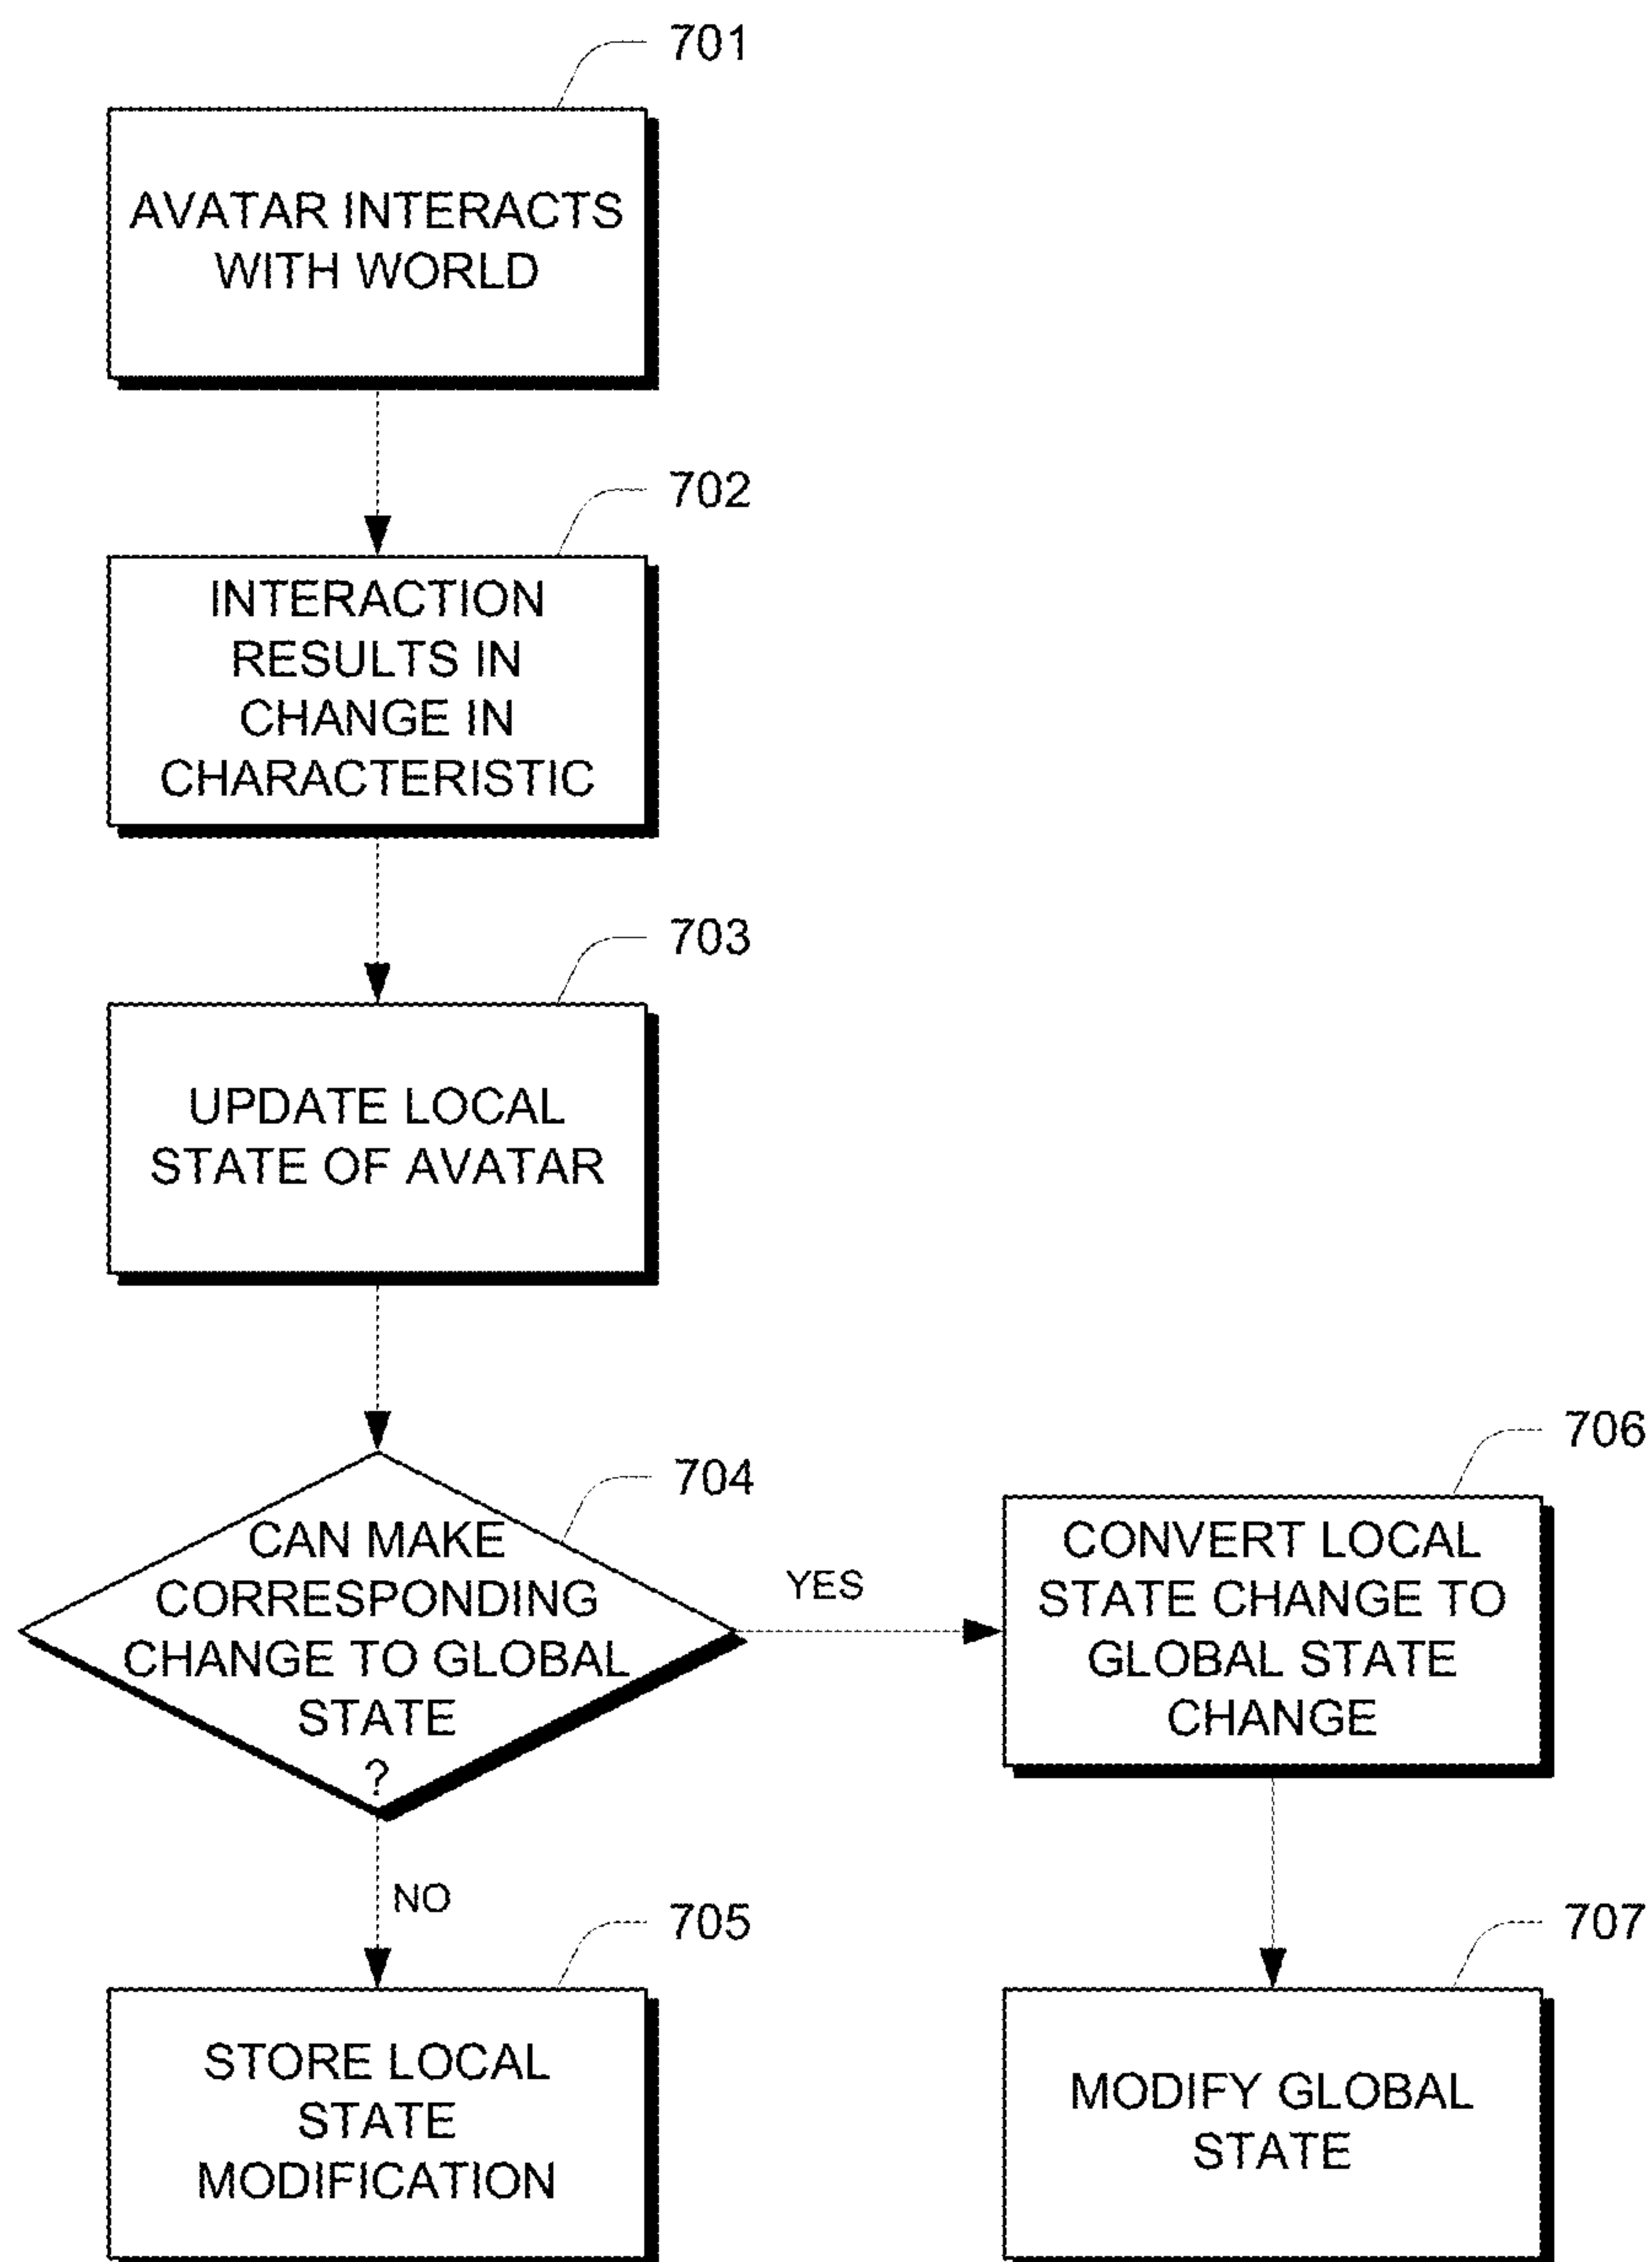 701
AVATAR INTERACTS
WITH WORLD
702
INTERACTION
RESULTS IN
CHANGE IN
CHARACTERISTIC
703
UPDATE LOCAL
STATE OF AVATAR
704
CAN MAKE
CORRESPONDING
CHANGE TO GLOBAL
STATE
?
YES
NO
706
CONVERT LOCAL
STATE CHANGE TO
GLOBAL STATE
CHANGE
705
STORE LOCAL
STATE
MODIFICATION
707
MODIFY GLOBAL
STATE